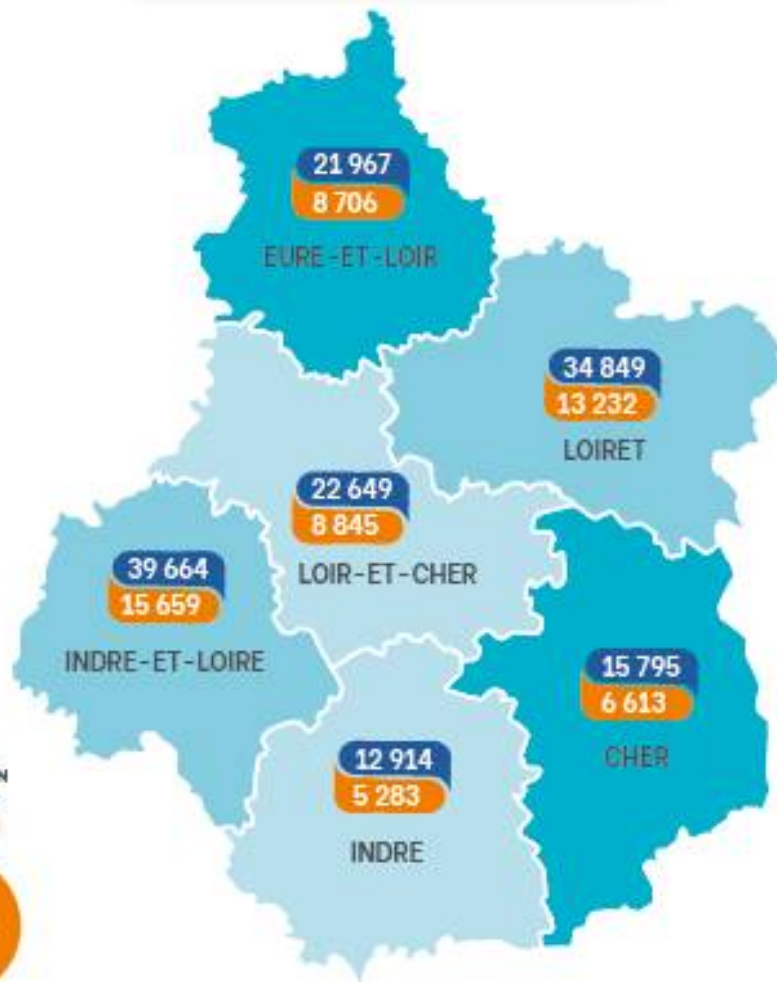 21 967
8 706
EURE-ET-LOIR
34 849
13 232
LOIRET
22 649
8 845
LOIR-ET-CHER
39 664
15 659
INDRE-ET-LOIRE
15 795
6 613
CHER
12 914
5 283
INDRE
N